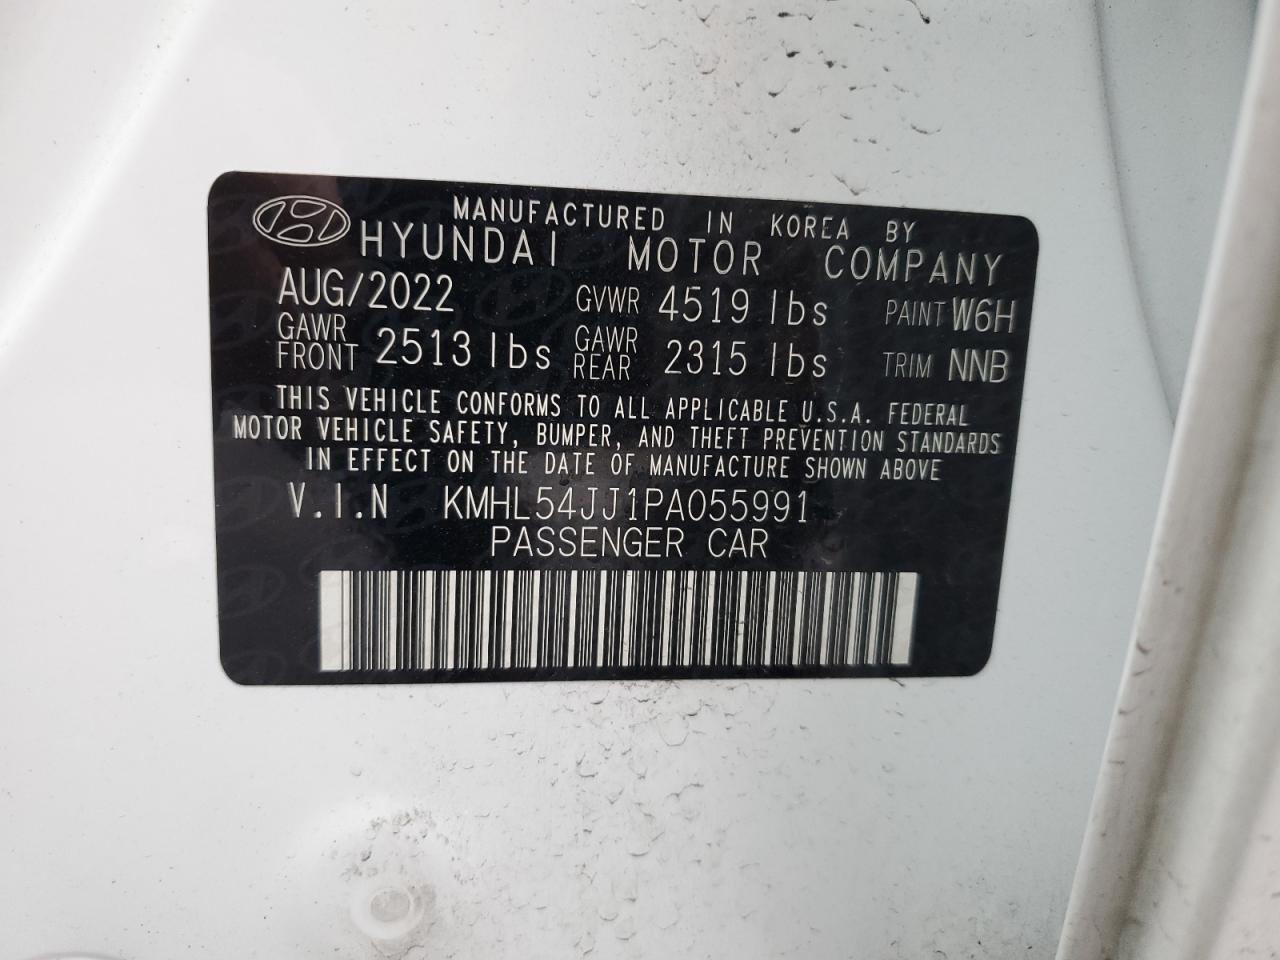 MANUFACTURED IN KOREA BY
HYUNDAI MOTOR COMPANY
AUG/2022 GVWR 4519 lbs PAINT W6H
GAWR FRONT 2513 lbs GAWR REAR 2315 lbs TRIM NNB
THIS VEHICLE CONFORMS TO ALL APPLICABLE U.S.A. FEDERAL
MOTOR VEHICLE SAFETY, BUMPER, AND THEFT PREVENTION STANDARDS
IN EFFECT ON THE DATE OF MANUFACTURE SHOWN ABOVE
V.I.N KMHL54JJ1PA055991
PASSENGER CAR